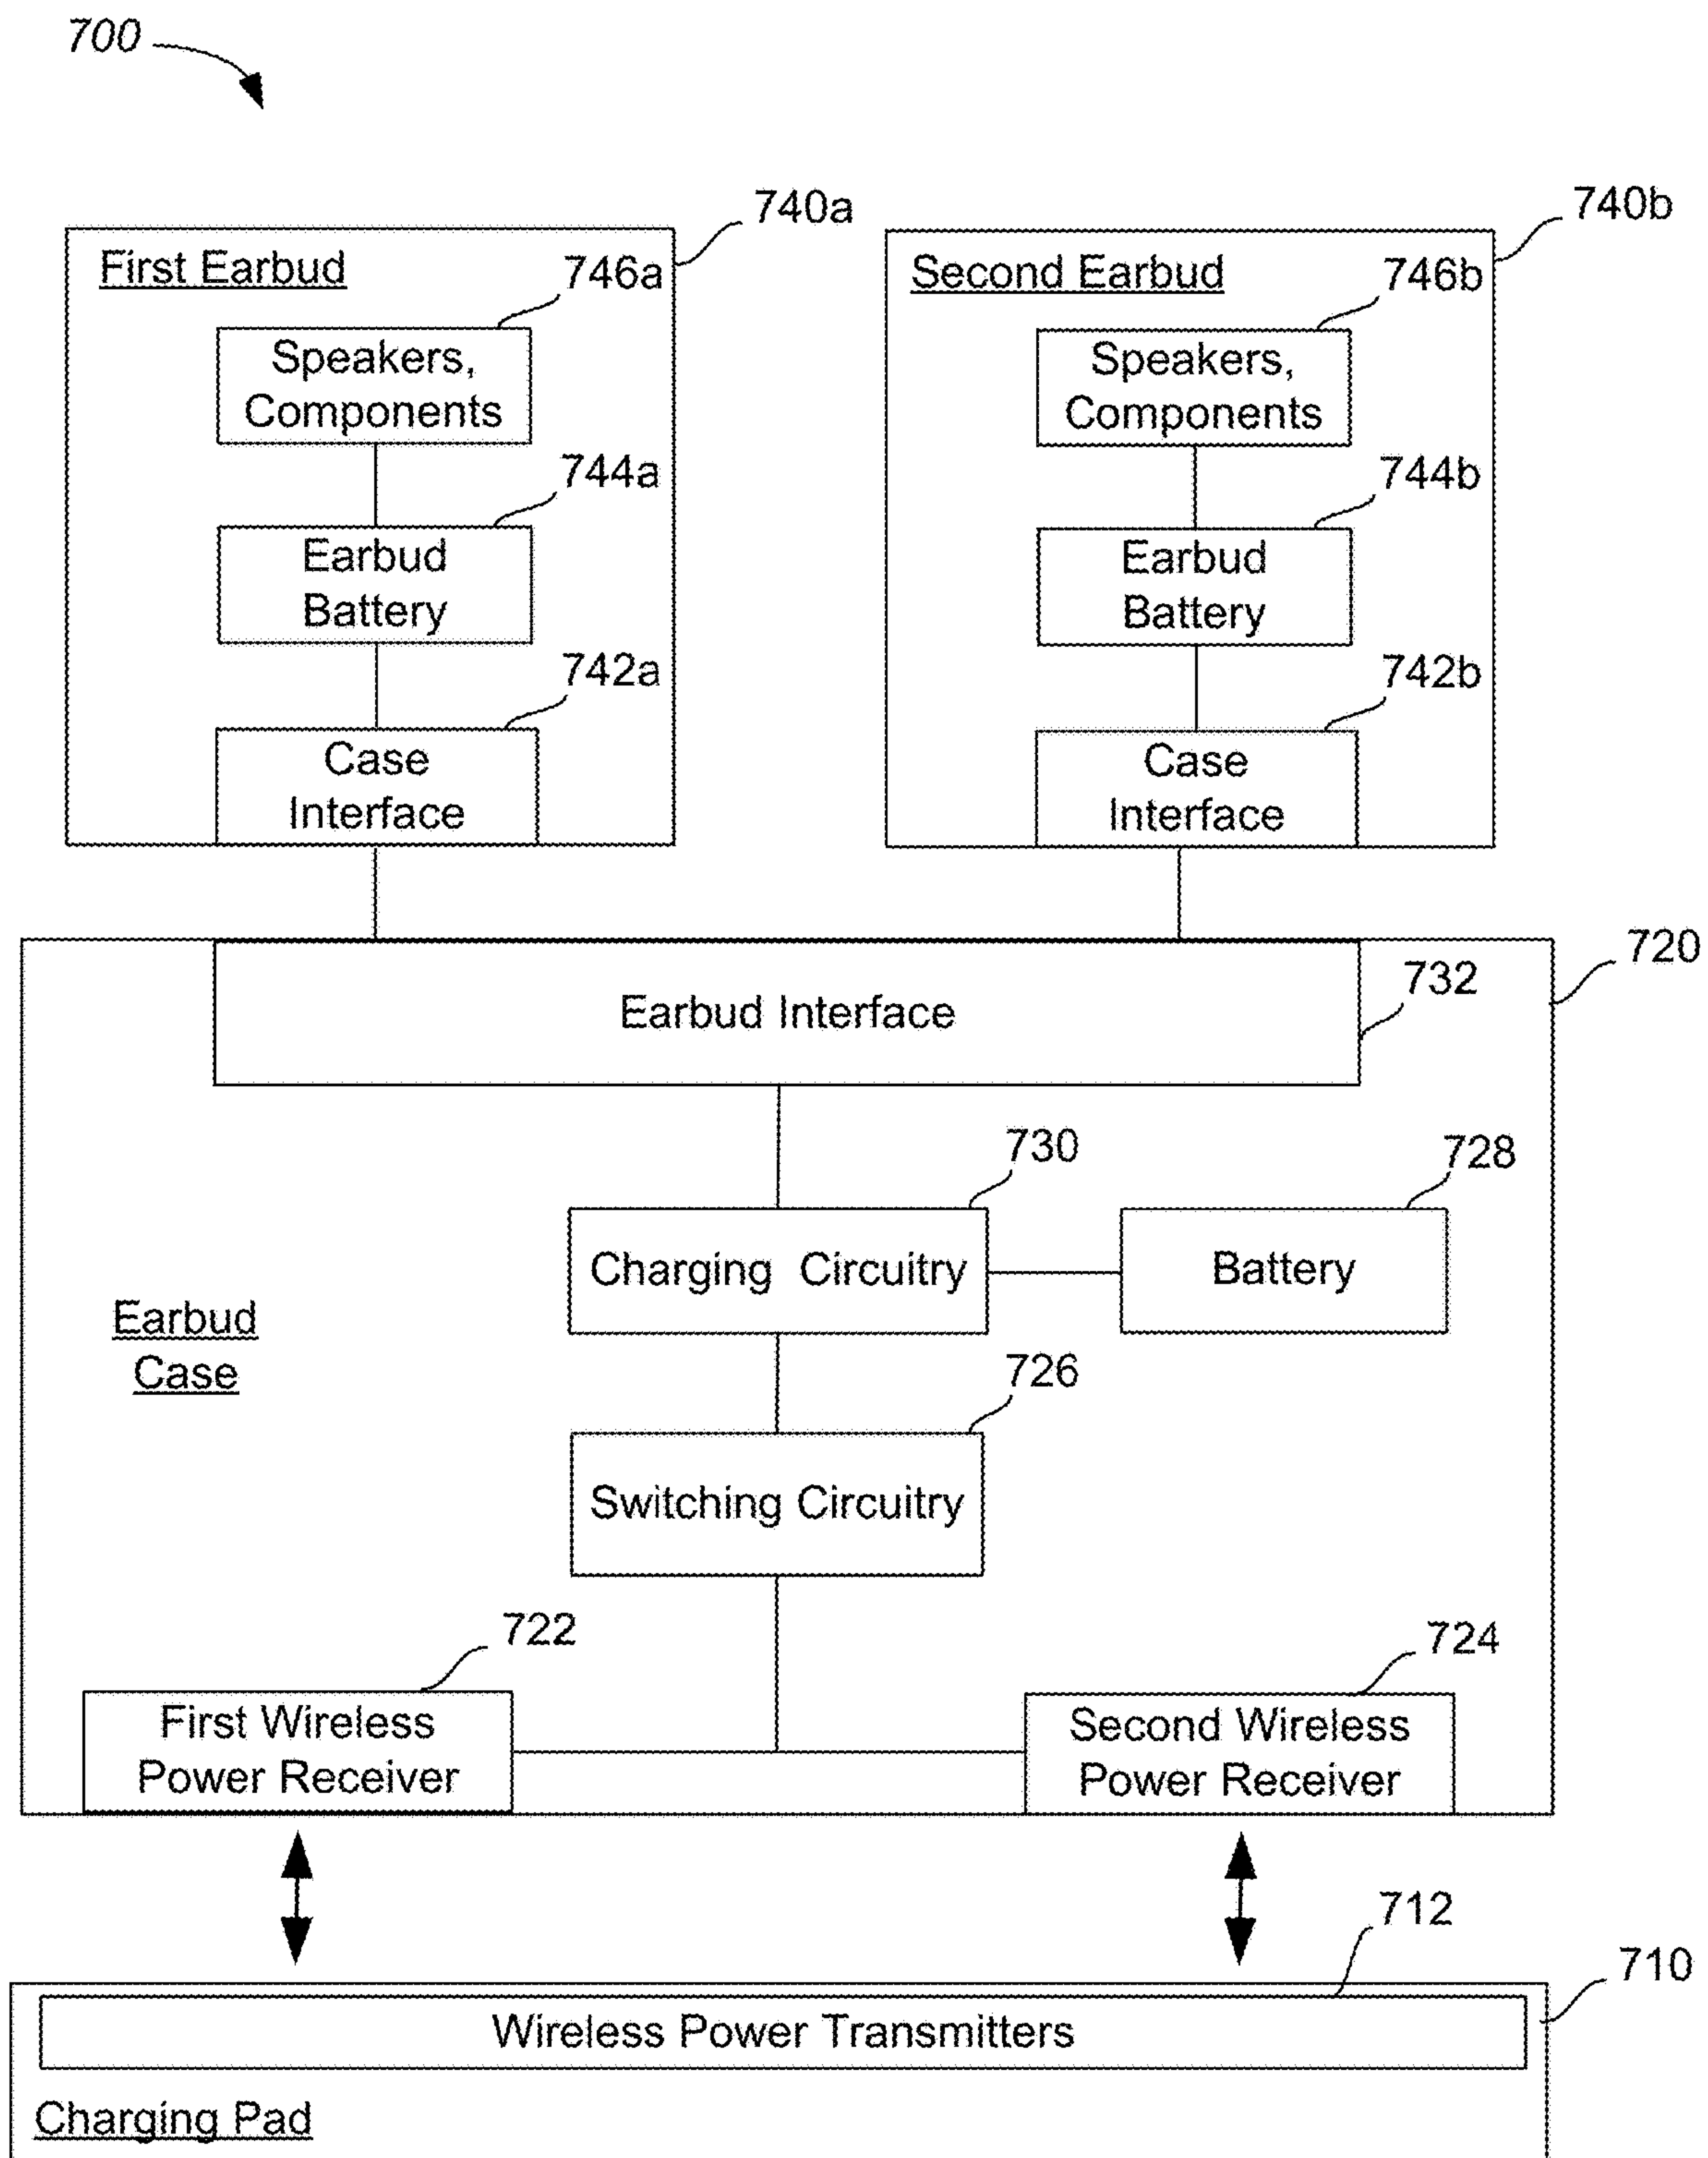 700
740a
740b
First Earbud
746a
Second Earbud
746b
Speakers,
Components
Speakers,
Components
744a
744b
Earbud
Battery
Earbud
Battery
742a
742b
Case
Interface
Case
Interface
720
732
Earbud Interface
730
728
Charging Circuitry
Battery
Earbud
Case
726
Switching Circuitry
722
724
First Wireless
Power Receiver
Second Wireless
Power Receiver
712
710
Wireless Power Transmitters
Charging Pad